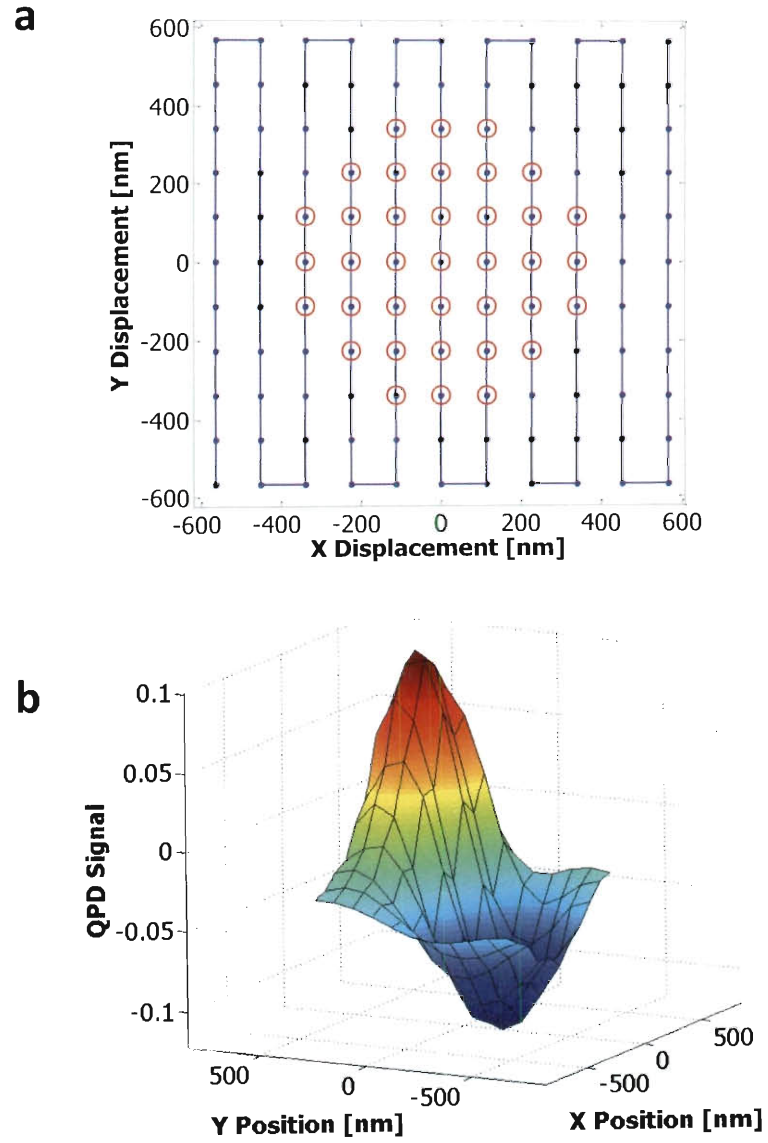 a
600
400
200
0
-200
-400
-600
Y Displacement [nm]
-600 -400 -200 0 200 400 600
X Displacement [nm]
b
0.1
0.05
0
-0.05
-0.1
QPD Signal
500 0 -500
Y Position [nm]
-500 0 500
X Position [nm]